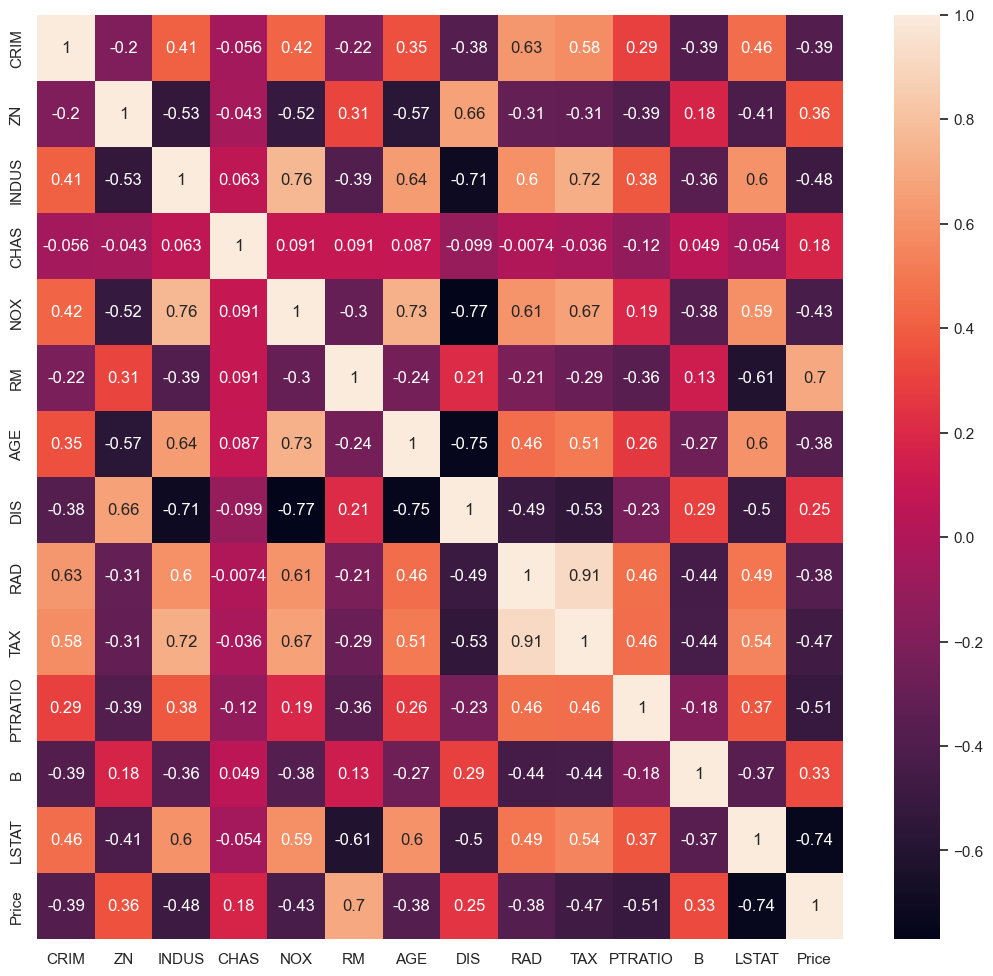 CRIM 1 -0.2 0.41 -0.056 0.42 -0.22 0.35 -0.38 0.63 0.58 0.29 -0.39 0.46 -0.39
ZN -0.2 1 -0.53 -0.043 -0.52 0.31 -0.57 0.66 -0.31 -0.31 -0.39 0.18 -0.41 0.36
INDUS 0.41 -0.53 1 0.063 0.76 -0.39 0.64 -0.71 0.6 0.72 0.38 -0.36 0.6 -0.48
CHAS -0.056 -0.043 0.063 1 0.091 0.091 0.087 -0.099 -0.0074 -0.036 -0.12 0.049 -0.054 0.18
NOX 0.42 -0.52 0.76 0.091 1 -0.3 0.73 -0.77 0.61 0.67 0.19 -0.38 0.59 -0.43
RM -0.22 0.31 -0.39 0.091 -0.3 1 -0.24 0.21 -0.21 -0.29 -0.36 0.13 -0.61 0.7
AGE 0.35 -0.57 0.64 0.087 0.73 -0.24 1 -0.75 0.46 0.51 0.26 -0.27 0.6 -0.38
DIS -0.38 0.66 -0.71 -0.099 -0.77 0.21 -0.75 1 -0.49 -0.53 -0.23 0.29 -0.5 0.25
RAD 0.63 -0.31 0.6 -0.0074 0.61 -0.21 0.46 -0.49 1 0.91 0.46 -0.44 0.49 -0.38
TAX 0.58 -0.31 0.72 -0.036 0.67 -0.29 0.51 -0.53 0.91 1 0.46 -0.44 0.54 -0.47
PTRATIO 0.29 -0.39 0.38 -0.12 0.19 -0.36 0.26 -0.23 0.46 0.46 1 -0.18 0.37 -0.51
B -0.39 0.18 -0.36 0.049 -0.38 0.13 -0.27 0.29 -0.44 -0.44 -0.18 1 -0.37 0.33
LSTAT 0.46 -0.41 0.6 -0.054 0.59 -0.61 0.6 -0.5 0.49 0.54 0.37 -0.37 1 -0.74
Price -0.39 0.36 -0.48 0.18 -0.43 0.7 -0.38 0.25 -0.38 -0.47 -0.51 0.33 -0.74 1
CRIM ZN INDUS CHAS NOX RM AGE DIS RAD TAX PTRATIO B LSTAT Price
1.0
0.8
0.6
0.4
0.2
0.0
−0.2
−0.4
−0.6